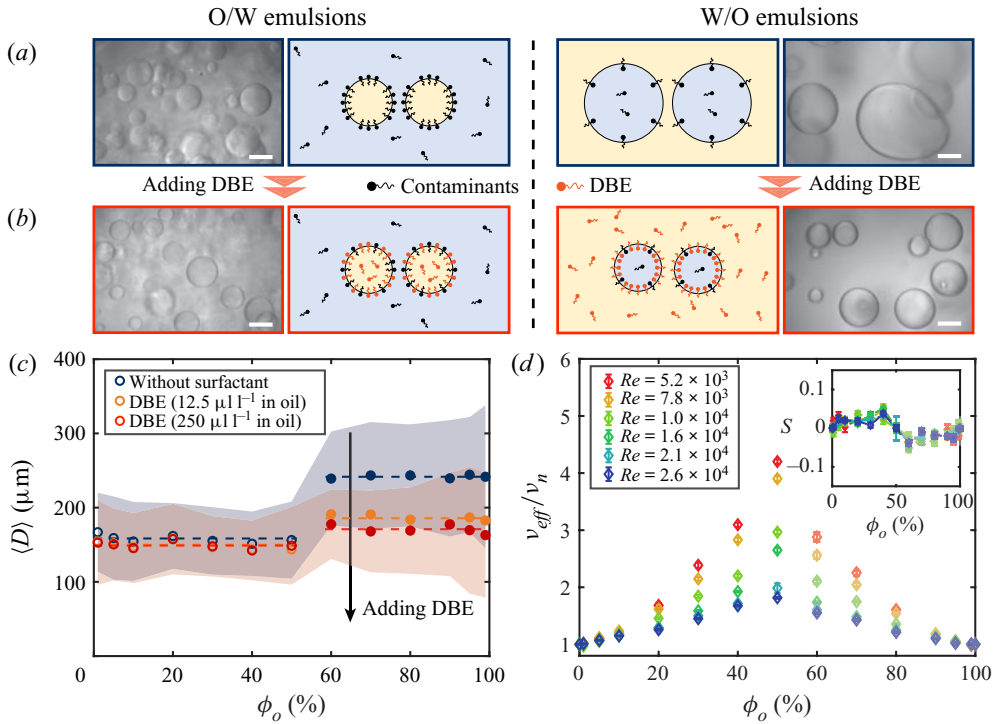 O/W emulsions
W/O emulsions
(a)
Adding DBE
Contaminants
DBE
Adding DBE
(b)
(c)
400
300
200
100
0
20
40
60
80
100
⟨D⟩ (μm)
ϕo (%)
Without surfactant
DBE (12.5 μl l−1 in oil)
DBE (250 μl l−1 in oil)
Adding DBE
(d)
6
5
4
3
2
1
0
20
40
60
80
100
νeff/νn
ϕo (%)
Re = 5.2 × 10³
Re = 7.8 × 10³
Re = 1.0 × 10⁴
Re = 1.6 × 10⁴
Re = 2.1 × 10⁴
Re = 2.6 × 10⁴
0.1
S 0
−0.1
0 50 100
ϕo (%)